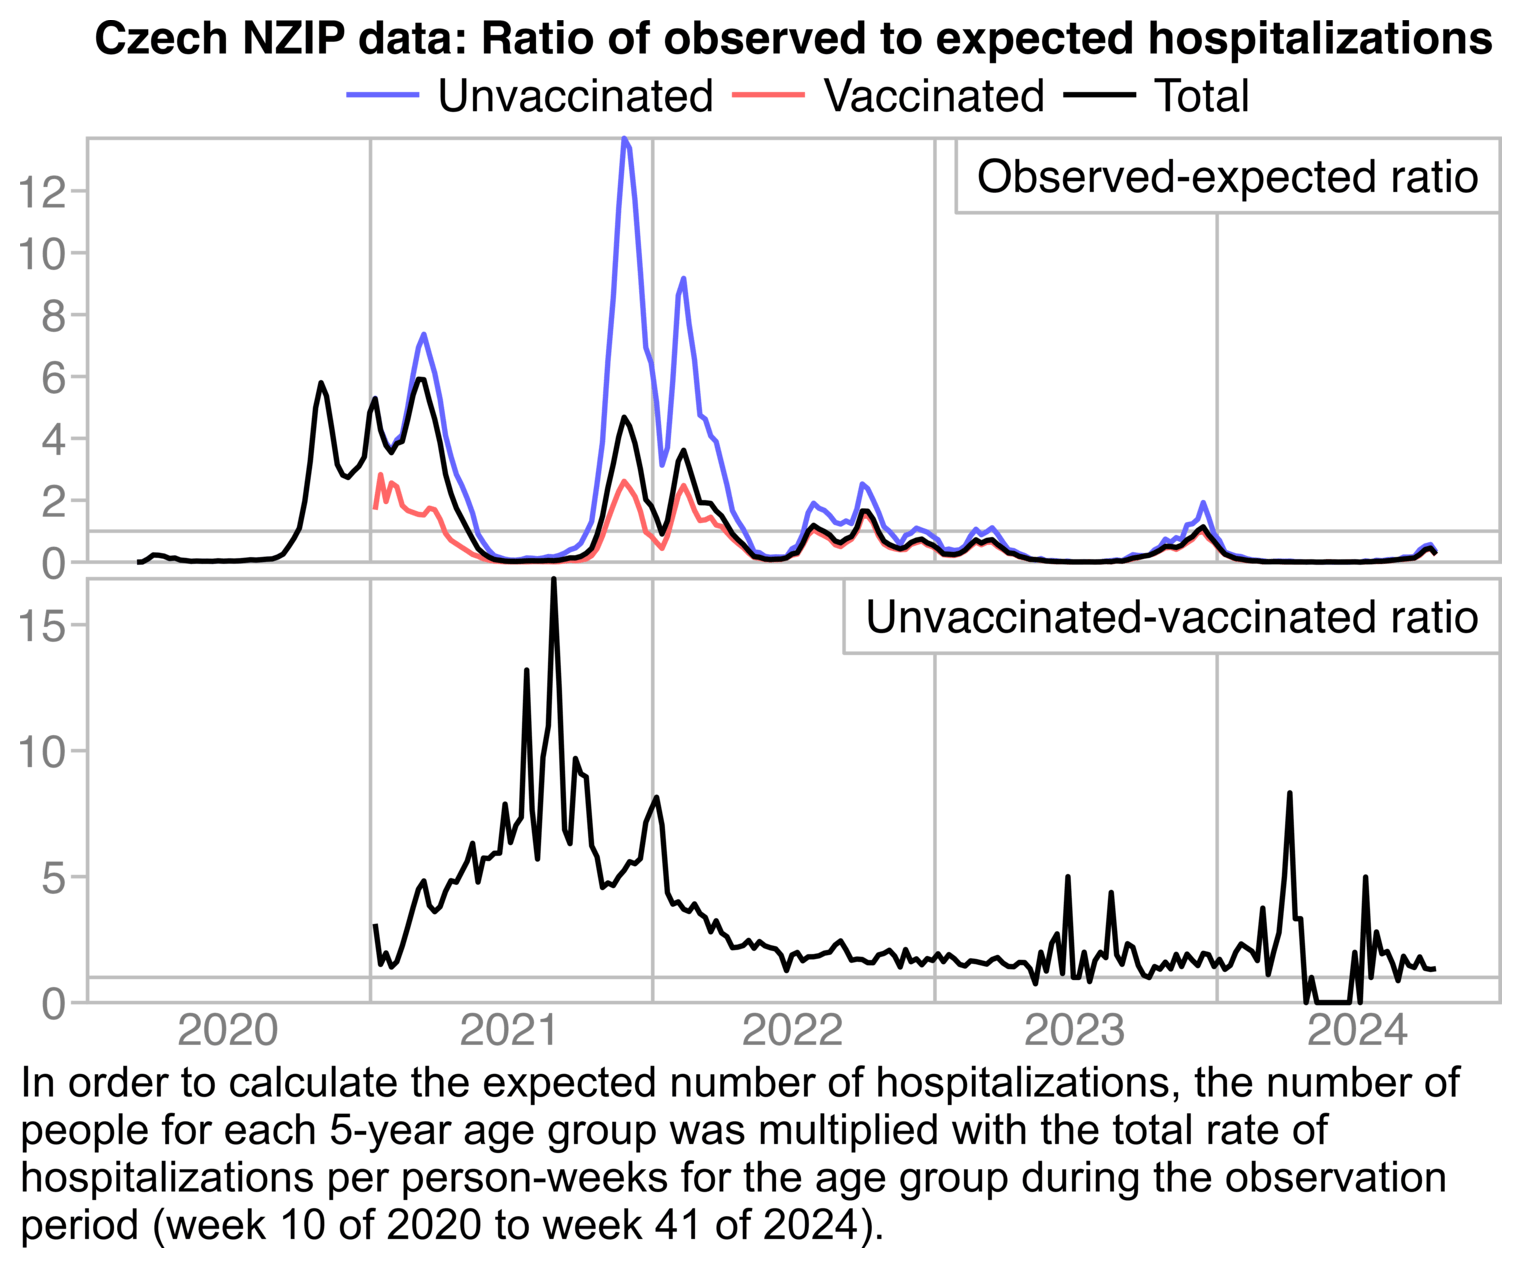 Czech NZIP data: Ratio of observed to expected hospitalizations
Unvaccinated Vaccinated Total
Observed-expected ratio
12
10
8
6
4
2
0
Unvaccinated-vaccinated ratio
15
10
5
0
2020 2021 2022 2023 2024
In order to calculate the expected number of hospitalizations, the number of
people for each 5-year age group was multiplied with the total rate of
hospitalizations per person-weeks for the age group during the observation
period (week 10 of 2020 to week 41 of 2024).